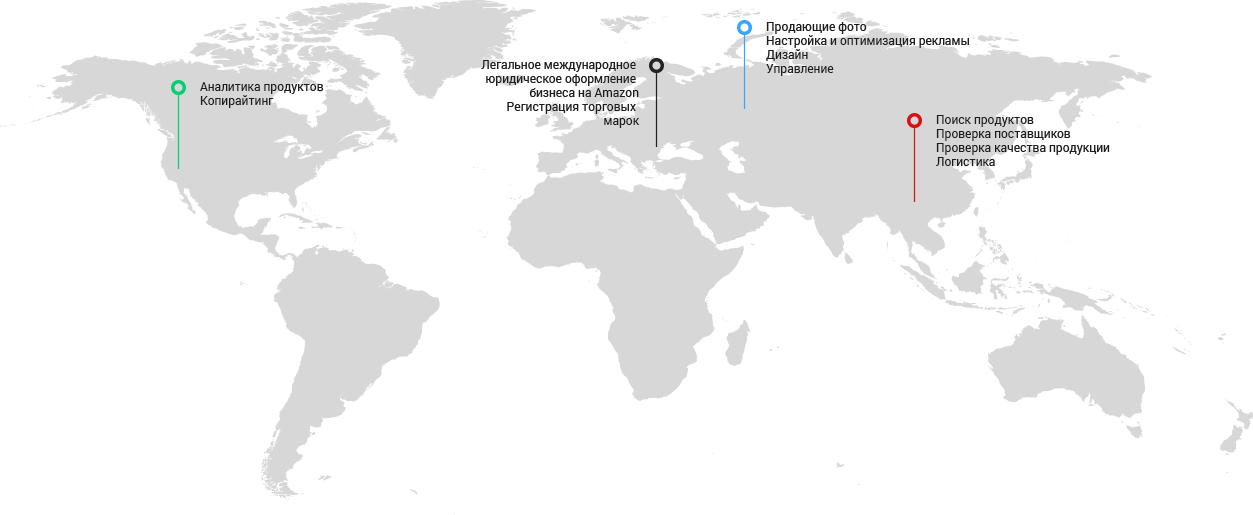 Аналитика продуктов
Копирайтинг
Легальное международное
юридическое оформление
бизнеса на Amazon
Регистрация торговых
марок
Продающие фото
Настройка и оптимизация рекламы
Дизайн
Управление
Поиск продуктов
Проверка поставщиков
Проверка качества продукции
Логистика